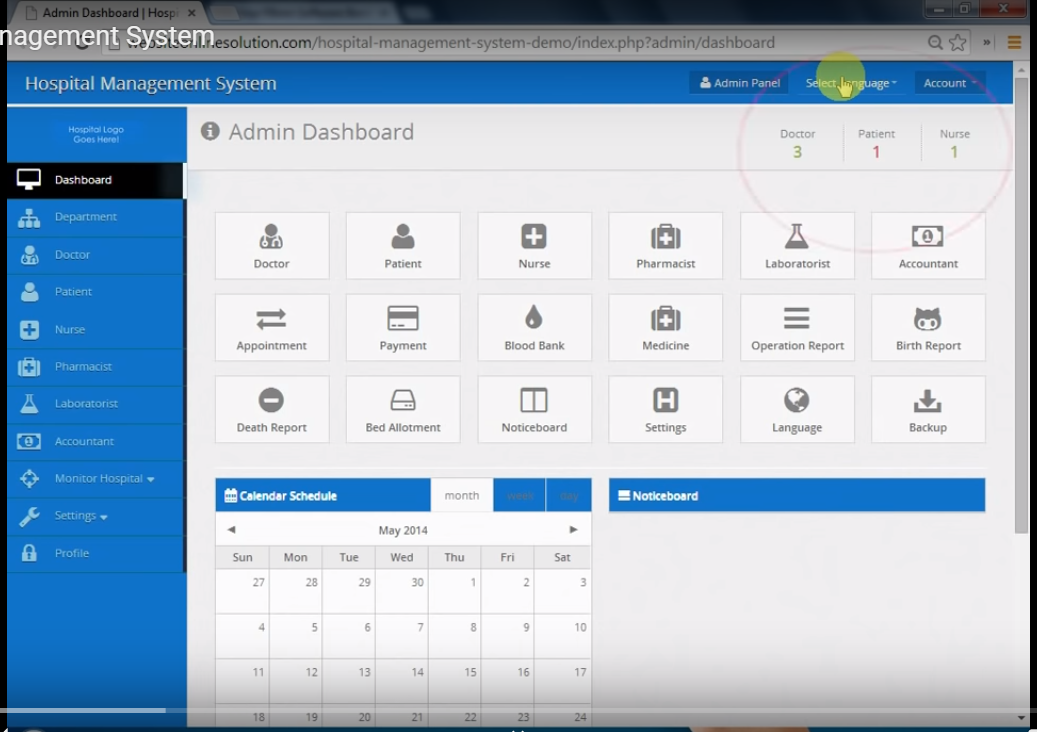 Admin Dashboard | Hosp
nagement System
linesolution.com/hospital-management-system-demo/index.php?admin/dashboard
Hospital Management System
Admin Panel
Select Language
Account
Hospital Logo
Goes Here!
Admin Dashboard
Doctor
Patient
Nurse
3
1
1
Dashboard
Department
Doctor
Patient
Nurse
Pharmacist
Laboratorist
Accountant
Monitor Hospital
Settings
Profile
Doctor
Patient
Nurse
Pharmacist
Laboratorist
Accountant
Appointment
Payment
Blood Bank
Medicine
Operation Report
Birth Report
Death Report
Bed Allotment
Noticeboard
Settings
Language
Backup
Calendar Schedule
month
week
day
Noticeboard
May 2014
Sun Mon Tue Wed Thu Fri Sat
27 28 29 30 1 2 3
4 5 6 7 8 9 10
11 12 13 14 15 16 17
18 19 20 21 22 23 24